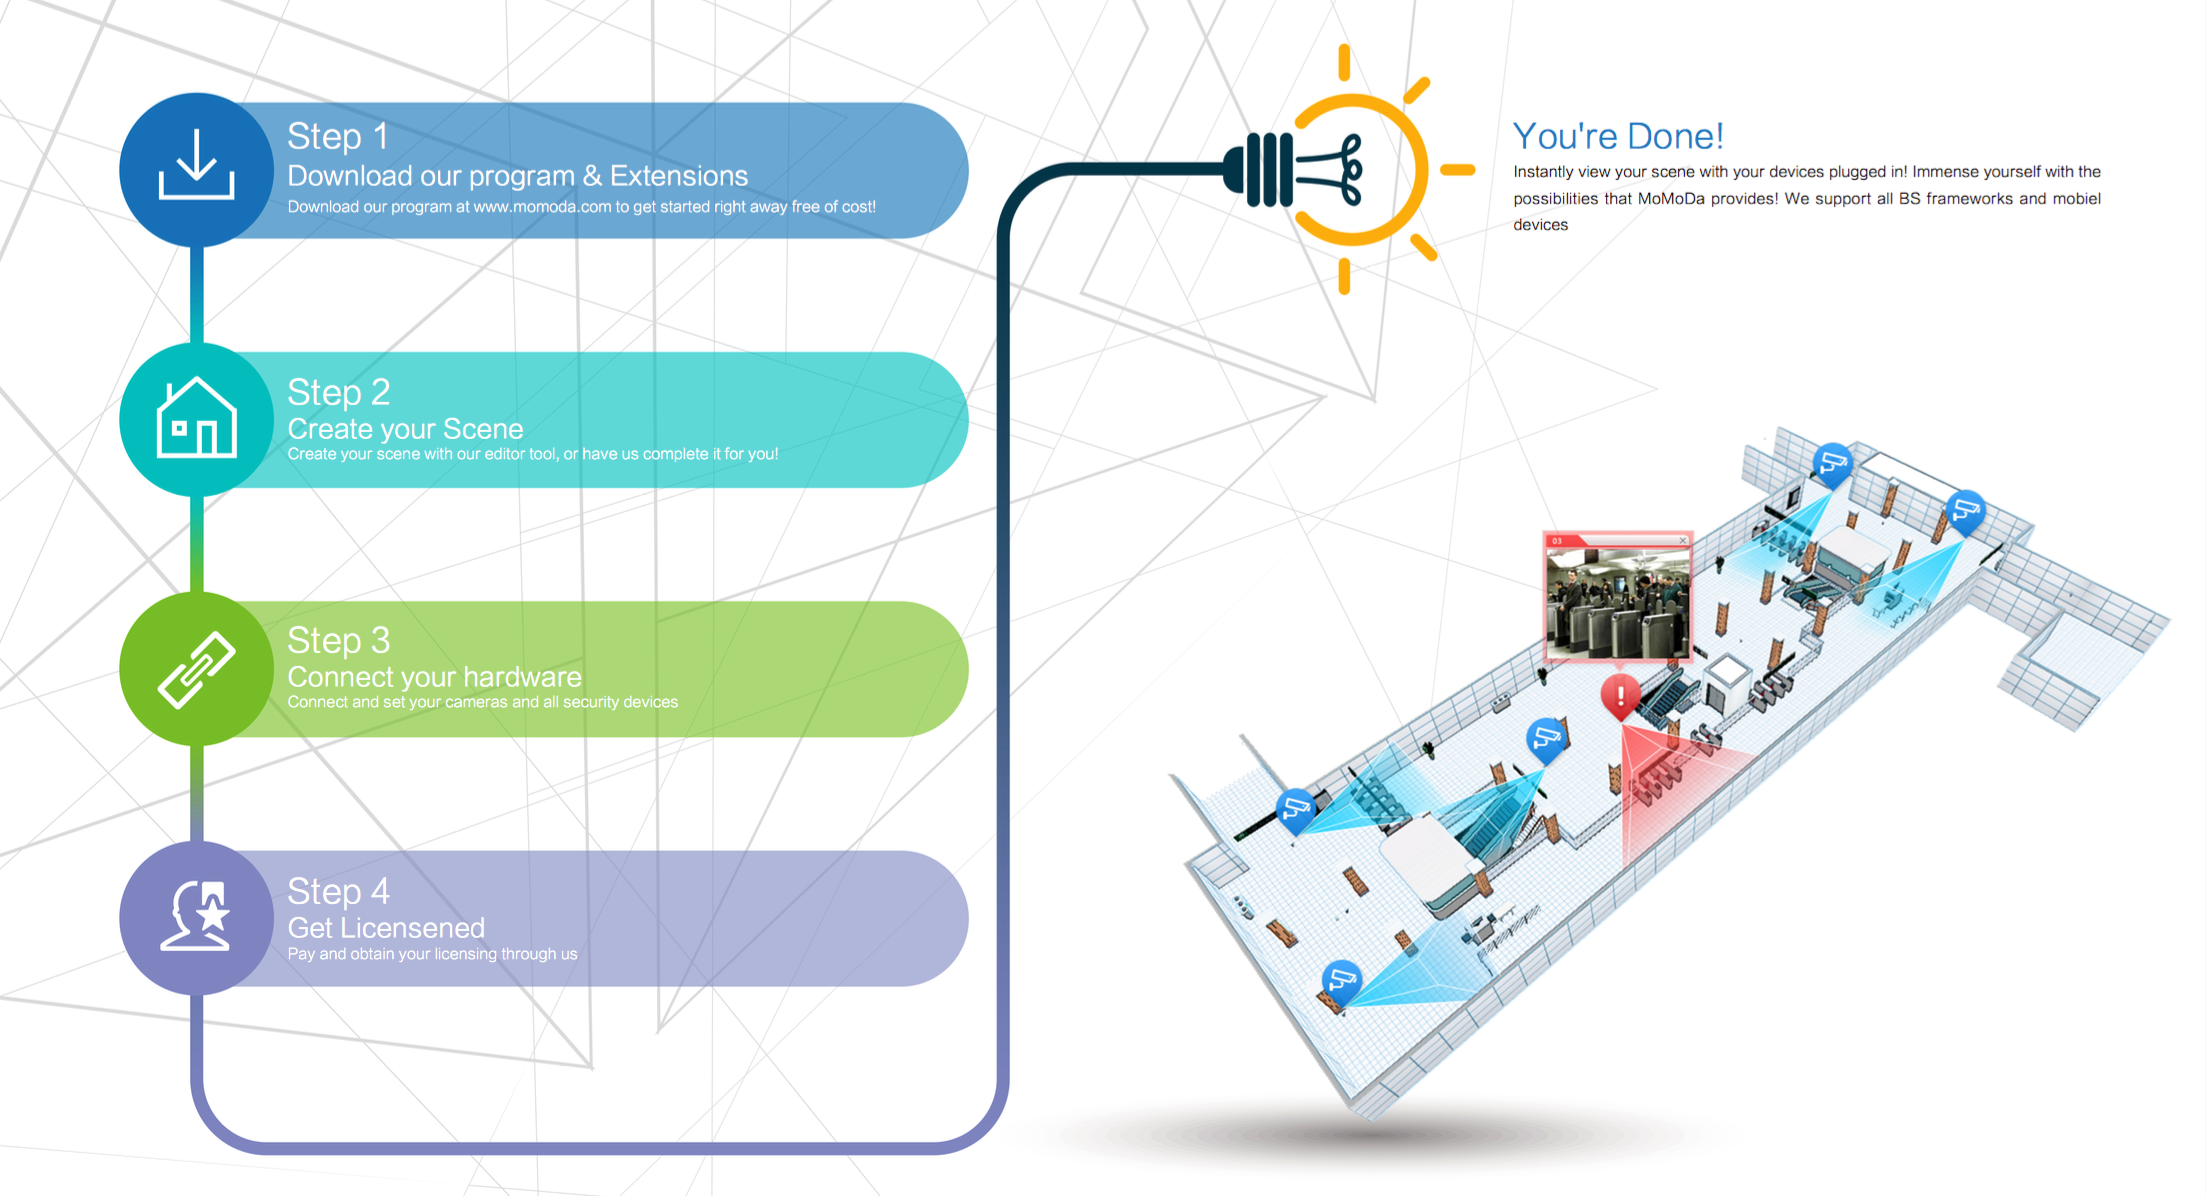 Step 1
Download our program & Extensions
Download our program at www.momoda.com to get started right away free of cost!
Step 2
Create your Scene
Create your scene with our editor tool, or have us complete it for you!
Step 3
Connect your hardware
Connect and set your cameras and all security devices
Step 4
Get Licensened
Pay and obtain your licensing through us
You're Done!
Instantly view your scene with your devices plugged in! Immense yourself with the
possibilities that MoMoDa provides! We support all BS frameworks and mobiel
devices
03